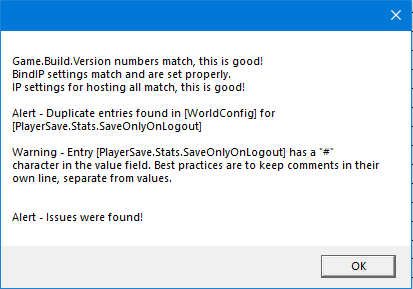 Game.Build.Version numbers match, this is good!
BindIP settings match and are set properly.
IP settings for hosting all match, this is good!
Alert - Duplicate entries found in [WorldConfig] for
[PlayerSave.Stats.SaveOnlyOnLogout]
Warning - Entry [PlayerSave.Stats.SaveOnlyOnLogout] has a "#"
character in the value field. Best practices are to keep comments in their
own line, separate from values.
Alert - Issues were found!
OK